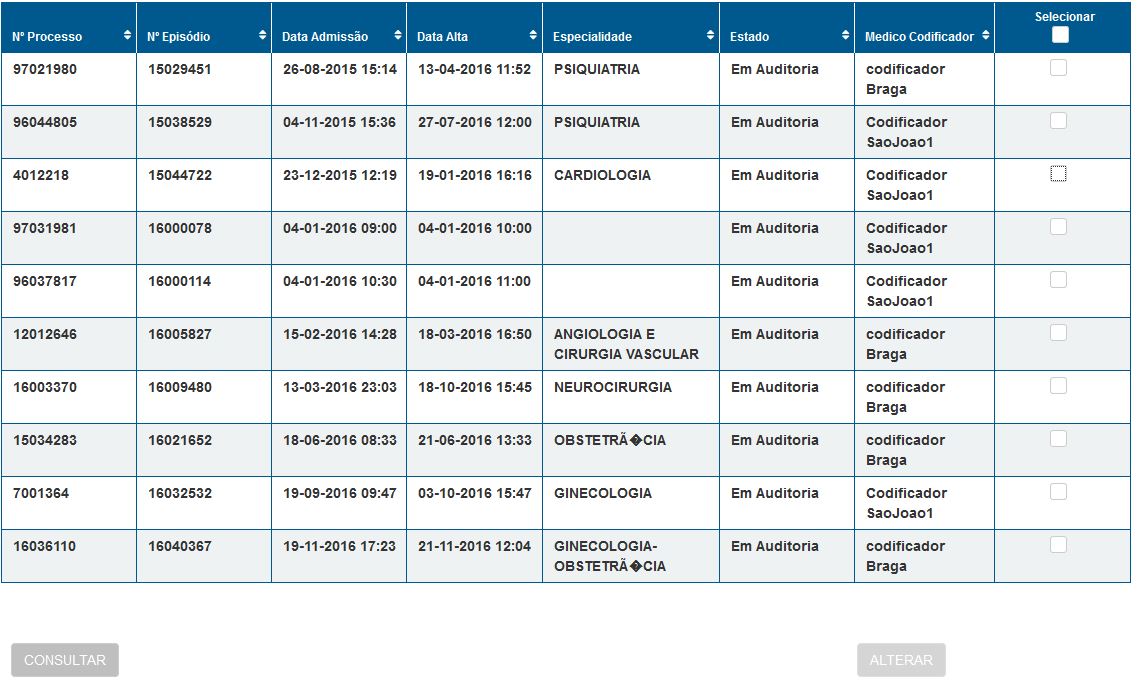 Selecionar
Nº Processo Nº Episódio Data Admissão Data Alta Especialidade Estado Medico Codificador
97021980 15029451 26-08-2015 15:14 13-04-2016 11:52 PSIQUIATRIA Em Auditoria codificador
Braga
96044805 15038529 04-11-2015 15:36 27-07-2016 12:00 PSIQUIATRIA Em Auditoria Codificador
SaoJoao1
4012218 15044722 23-12-2015 12:19 19-01-2016 16:16 CARDIOLOGIA Em Auditoria Codificador
SaoJoao1
97031981 16000078 04-01-2016 09:00 04-01-2016 10:00 Em Auditoria Codificador
SaoJoao1
96037817 16000114 04-01-2016 10:30 04-01-2016 11:00 Em Auditoria Codificador
SaoJoao1
12012646 16005827 15-02-2016 14:28 18-03-2016 16:50 ANGIOLOGIA E Em Auditoria codificador
CIRURGIA VASCULAR Braga
16003370 16009480 13-03-2016 23:03 18-10-2016 15:45 NEUROCIRURGIA Em Auditoria codificador
Braga
15034283 16021652 18-06-2016 08:33 21-06-2016 13:33 OBSTETRÃ�CIA Em Auditoria codificador
Braga
7001364 16032532 19-09-2016 09:47 03-10-2016 15:47 GINECOLOGIA Em Auditoria Codificador
SaoJoao1
16036110 16040367 19-11-2016 17:23 21-11-2016 12:04 GINECOLOGIA- Em Auditoria codificador
OBSTETRÃ�CIA Braga
CONSULTAR ALTERAR